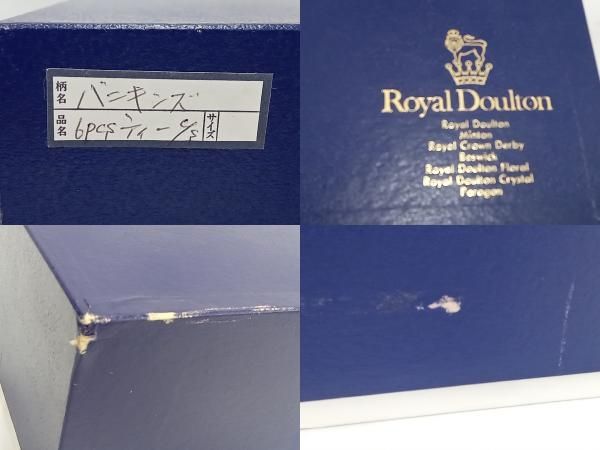 柄名 バニキンズ
品名 6pcs ティー c/s サイズ
Royal Doulton
Royal Doulton
Minton
Royal Crown Derby
Beswick
Royal Doulton Floral
Royal Doulton Crystal
Paragon